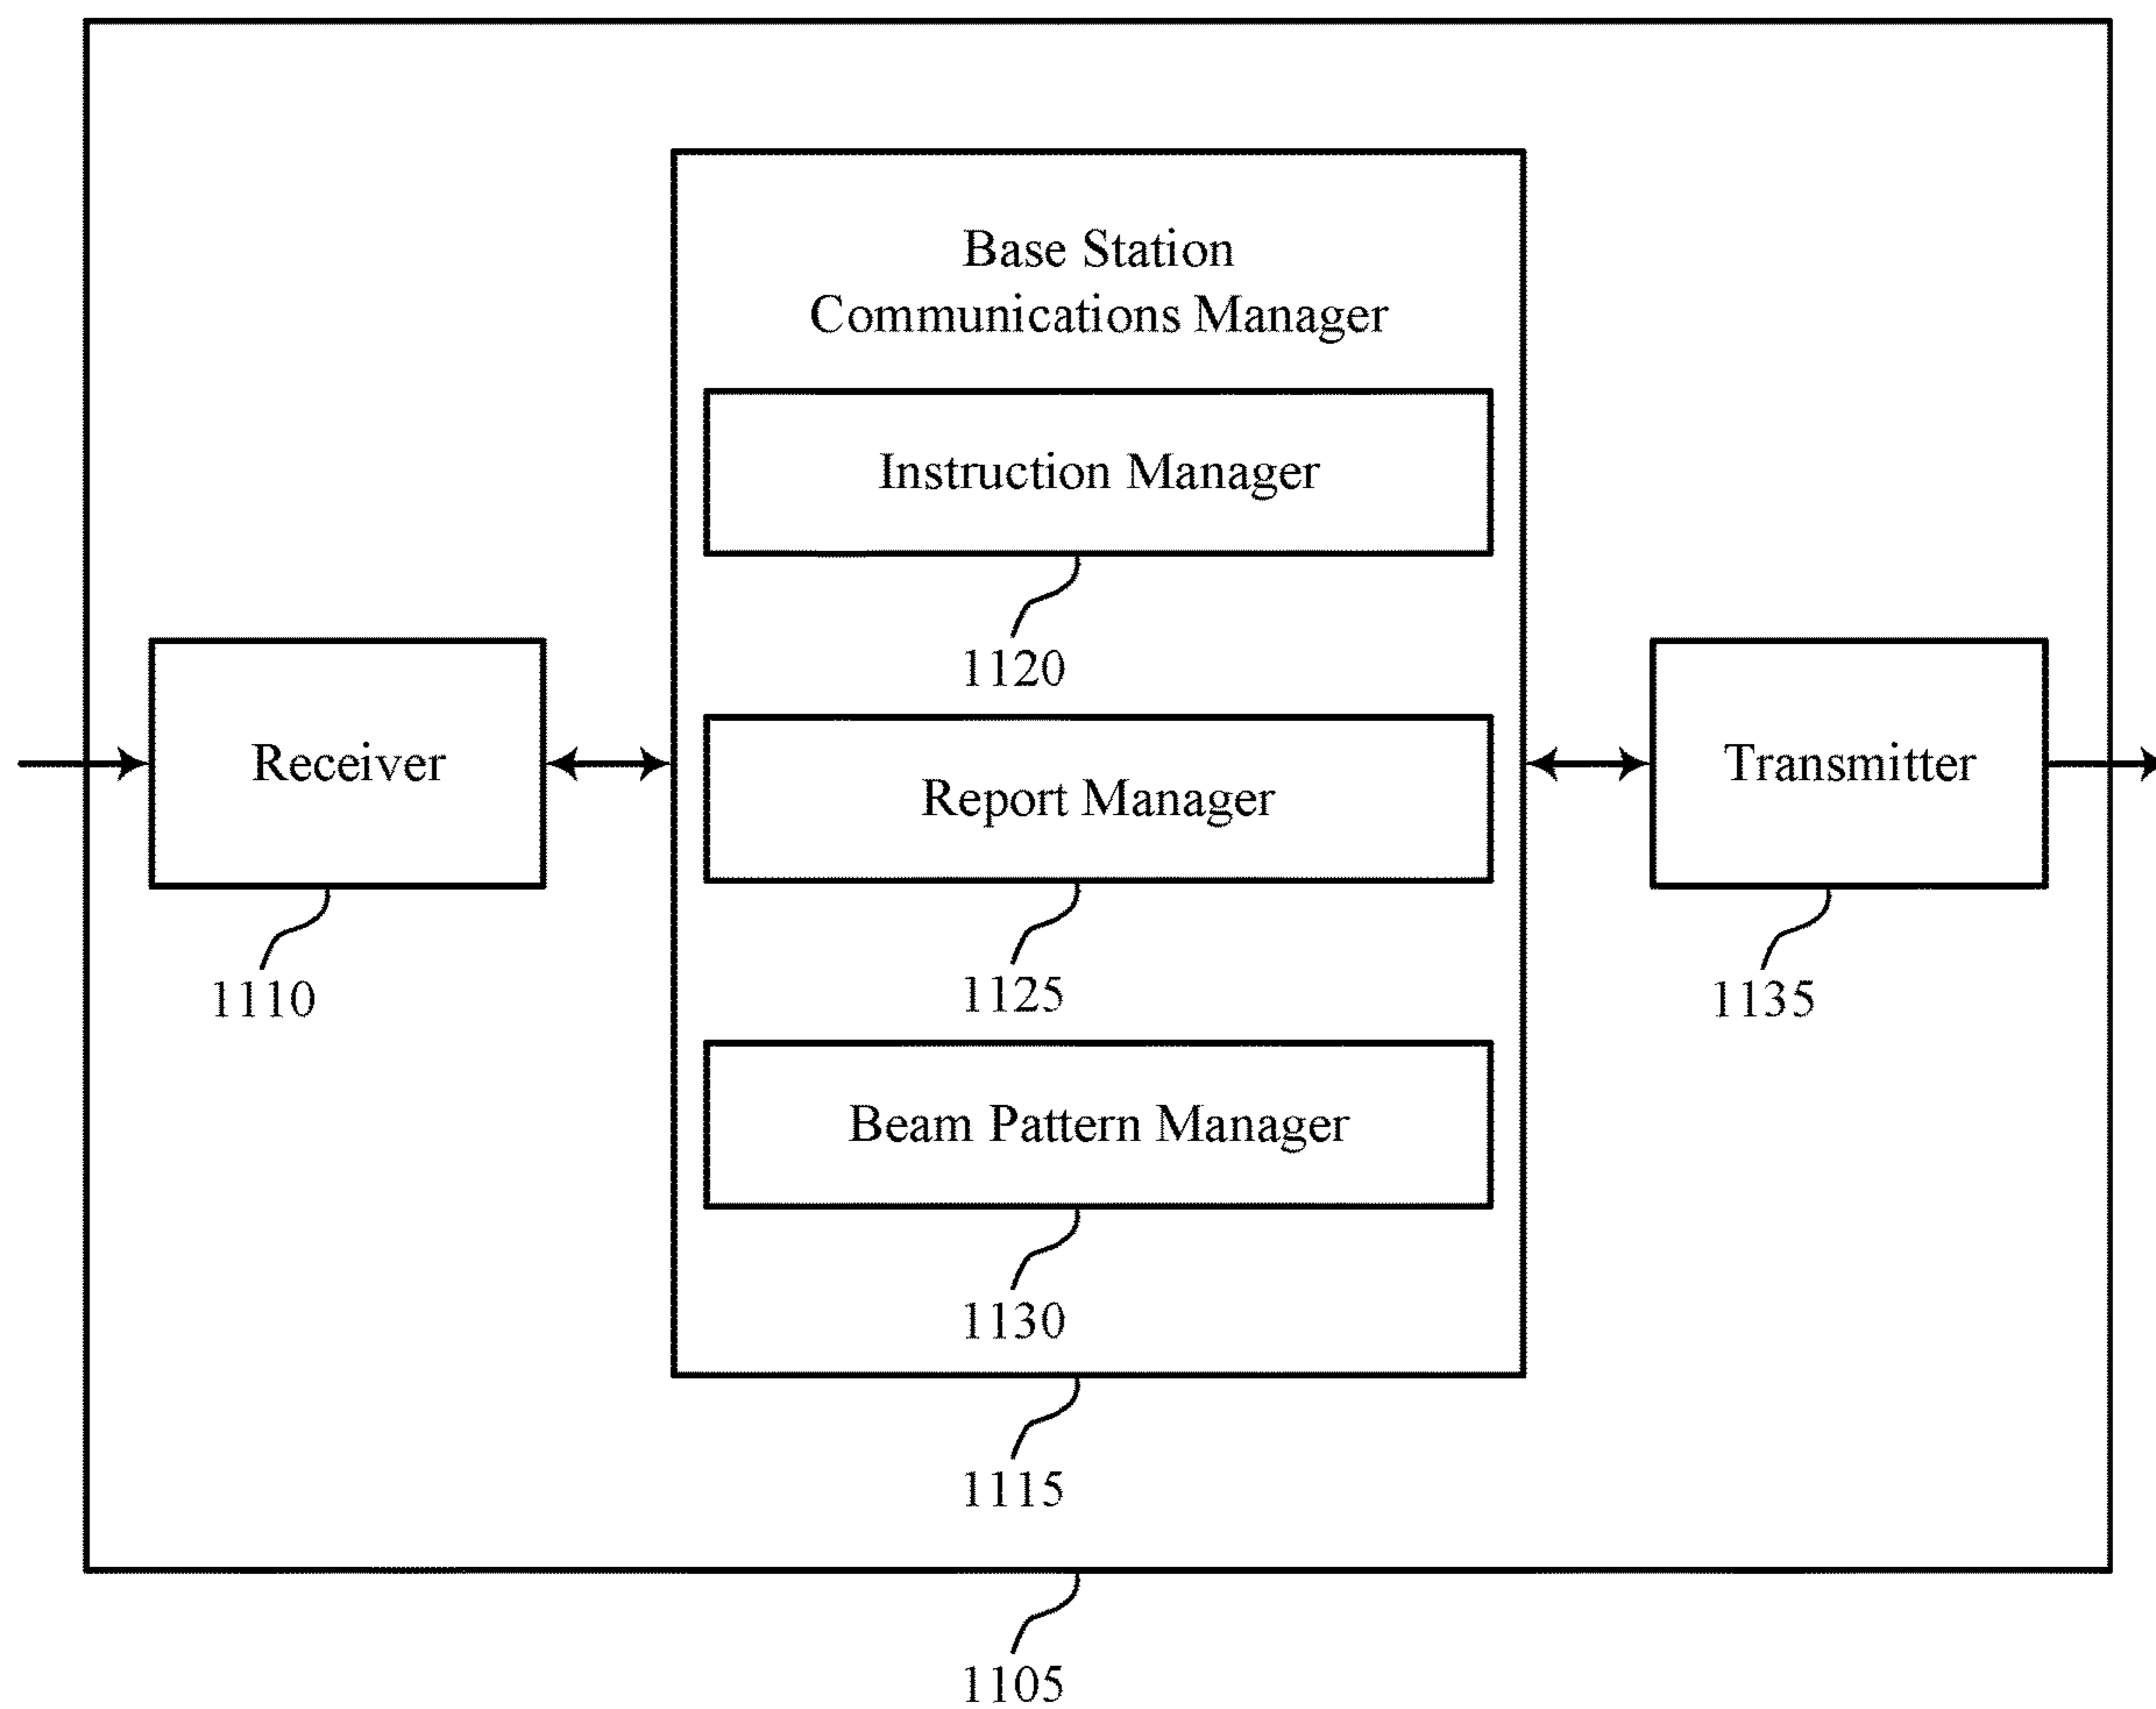 Base Station
Communications Manager
Instruction Manager
1120
Receiver
1110
Report Manager
1125
Transmitter
1135
Beam Pattern Manager
1130
1115
1105